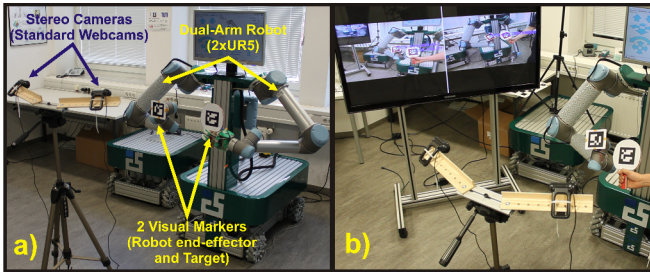 Stereo Cameras
(Standard Webcams)
Dual-Arm Robot
(2xUR5)
2 Visual Markers
(Robot end-effector
and Target)
a)
b)